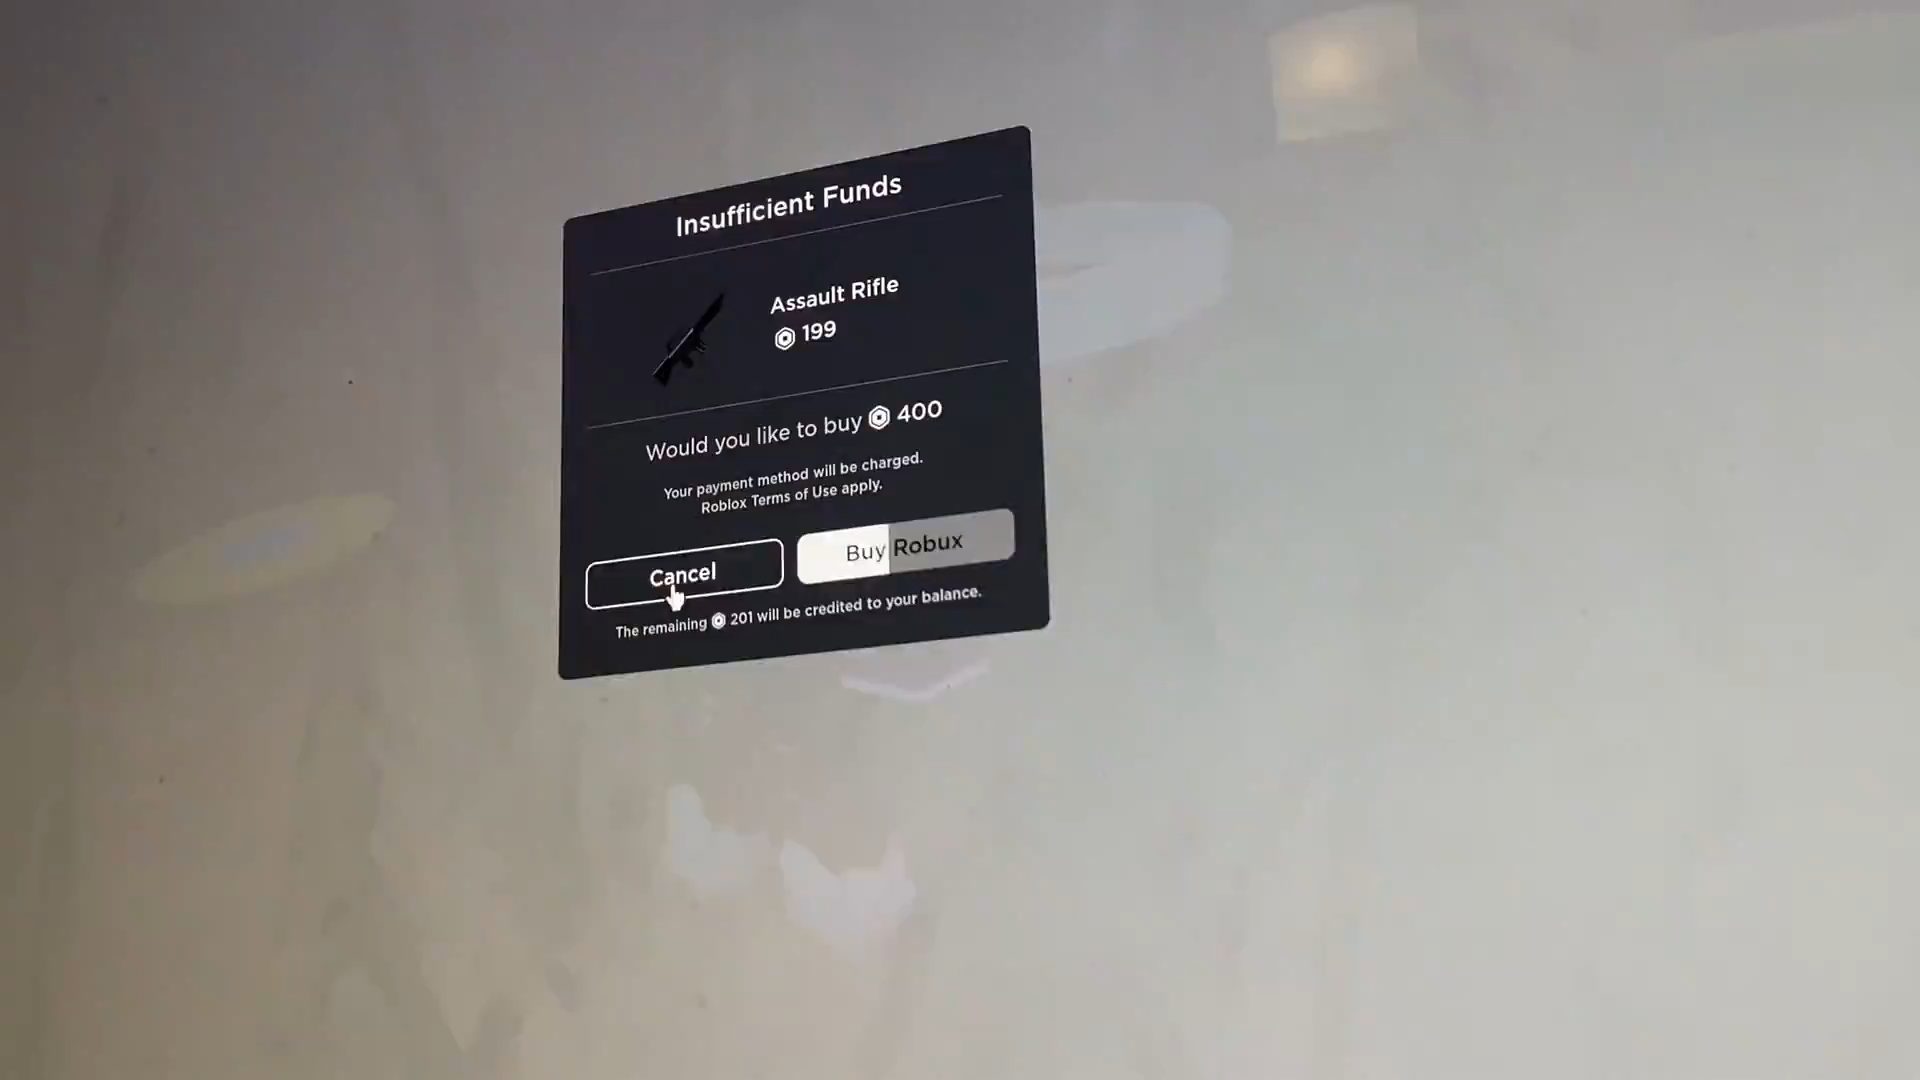 Insufficient Funds
Assault Rifle
199
Would you like to buy 400
Your payment method will be charged.
Roblox Terms of Use apply.
Cancel
Buy Robux
The remaining 201 will be credited to your balance.